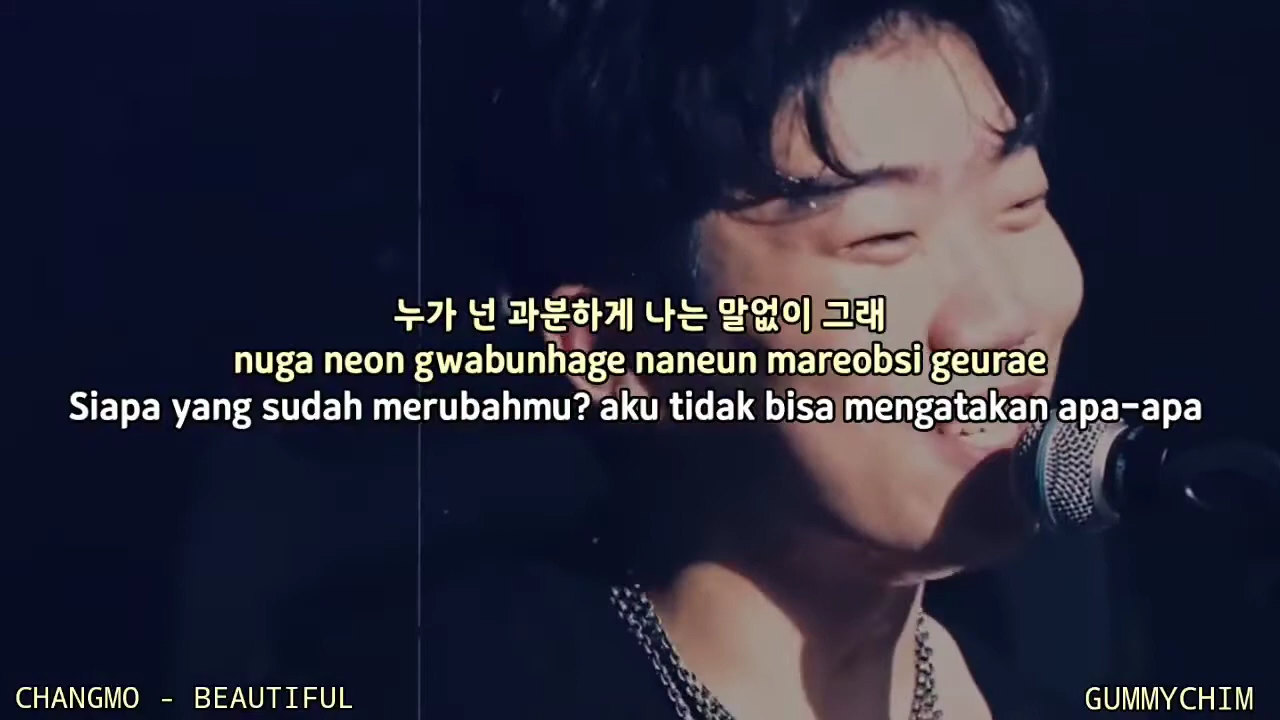 누가 넌 과분하게 나는 말없이 그래
nuga neon gwabunhage naneun mareobsi geurae
Siapa yang sudah merubahmu? aku tidak bisa mengatakan apa-apa
CHANGMO - BEAUTIFUL
GUMMYCHIM